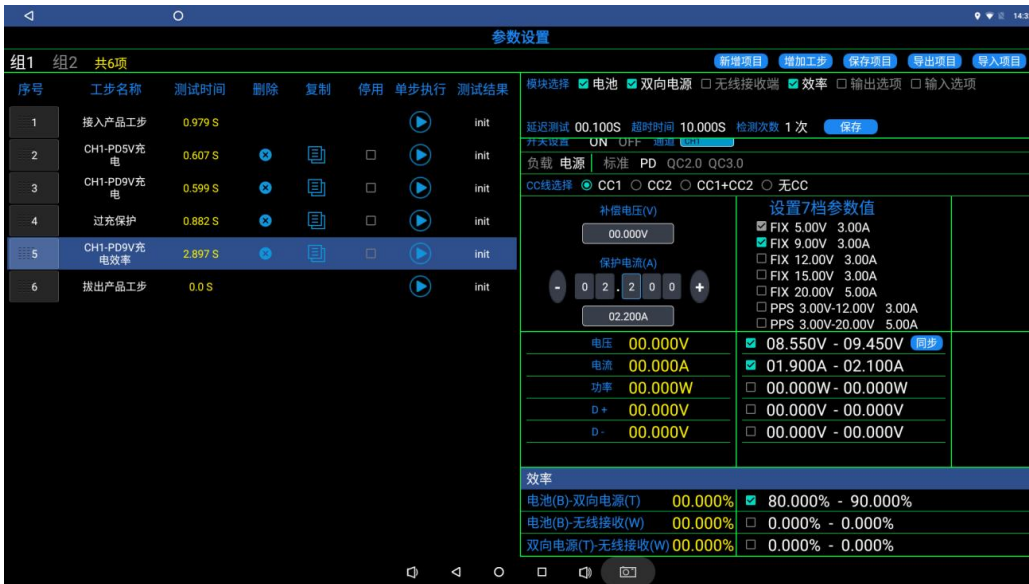 14:3
参数设置
组1 组2 共6项 新增项目 增加工步 保存项目 导出项目 导入项目
序号 工步名称 测试时间 删除 复制 停用 单步执行 测试结果
1 接入产品工步 0.979 S init
2 CH1-PD5V充电 0.607 S init
3 CH1-PD9V充电 0.599 S init
4 过充保护 0.882 S init
5 CH1-PD9V充电效率 2.897 S init
6 拔出产品工步 0.0 S init
模块选择 电池 双向电源 无线接收端 效率 输出选项 输入选项
延迟测试 00.100S 超时时间 10.000S 检测次数 1 次 保存
开关设置 ON OFF 通道 CH1
负载 电源 标准 PD QC2.0 QC3.0
CC线选择 CC1 CC2 CC1+CC2 无CC
补偿电压(V)
00.000V
保护电流(A)
- 0 2 . 2 0 0 +
02.200A
设置7档参数值
FIX 5.00V 3.00A
FIX 9.00V 3.00A
FIX 12.00V 3.00A
FIX 15.00V 3.00A
FIX 20.00V 5.00A
PPS 3.00V-12.00V 3.00A
PPS 3.00V-20.00V 5.00A
电压 00.000V 08.550V - 09.450V 同步
电流 00.000A 01.900A - 02.100A
功率 00.000W 00.000W - 00.000W
D + 00.000V 00.000V - 00.000V
D - 00.000V 00.000V - 00.000V
效率
电池(B)-双向电源(T) 00.000% 80.000% - 90.000%
电池(B)-无线接收(W) 00.000% 0.000% - 0.000%
双向电源(T)-无线接收(W) 00.000% 0.000% - 0.000%